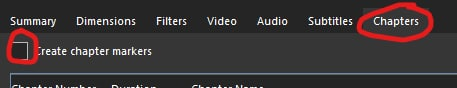 Summary Dimensions Filters Video Audio Subtitles Chapters
Create chapter markers
Chapter Number Duration Chapter Name